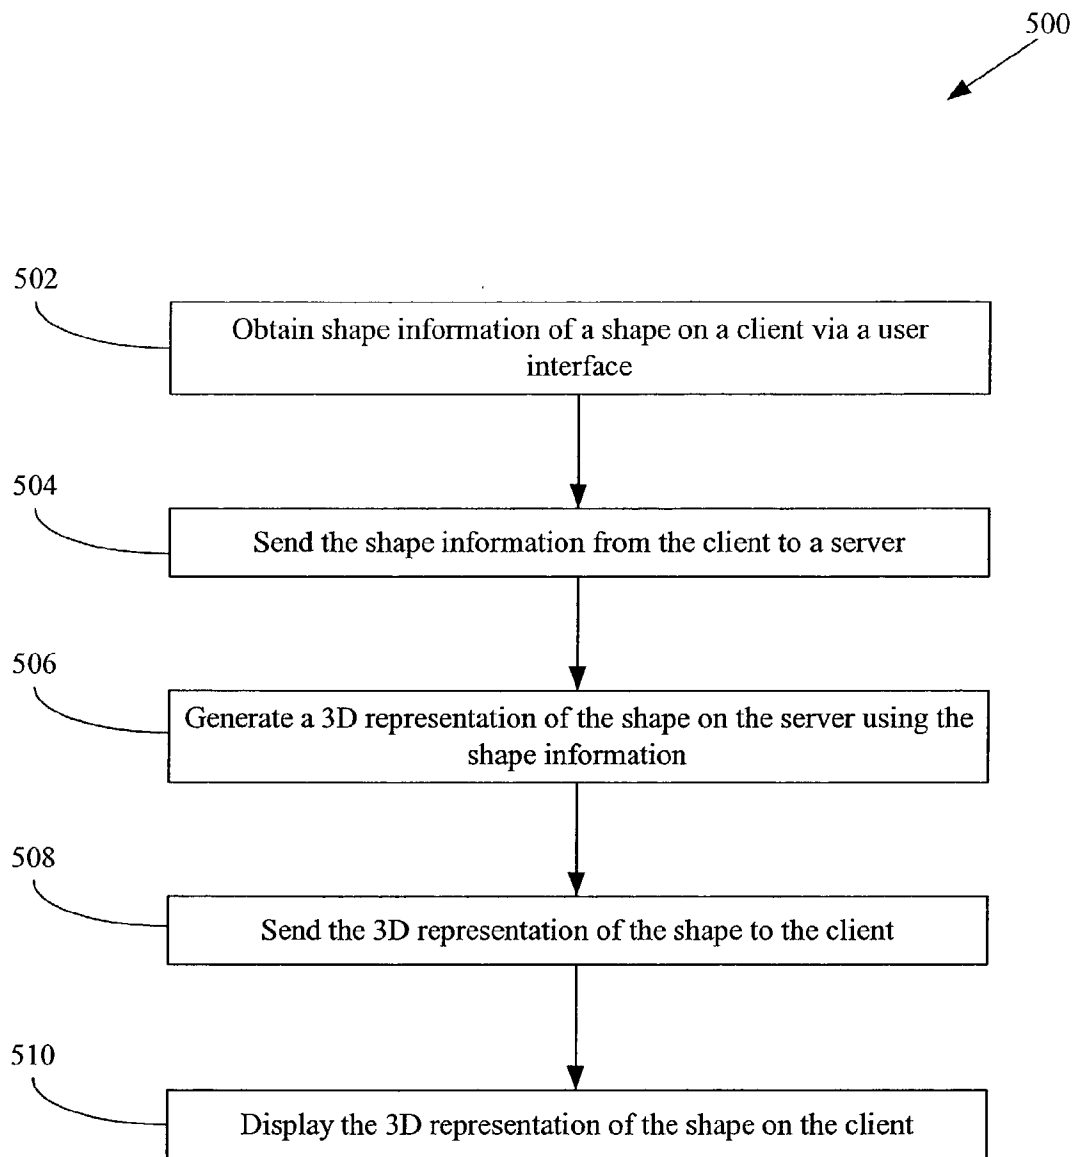 500
502
Obtain shape information of a shape on a client via a user
interface
504
Send the shape information from the client to a server
506
Generate a 3D representation of the shape on the server using the
shape information
508
Send the 3D representation of the shape to the client
510
Display the 3D representation of the shape on the client